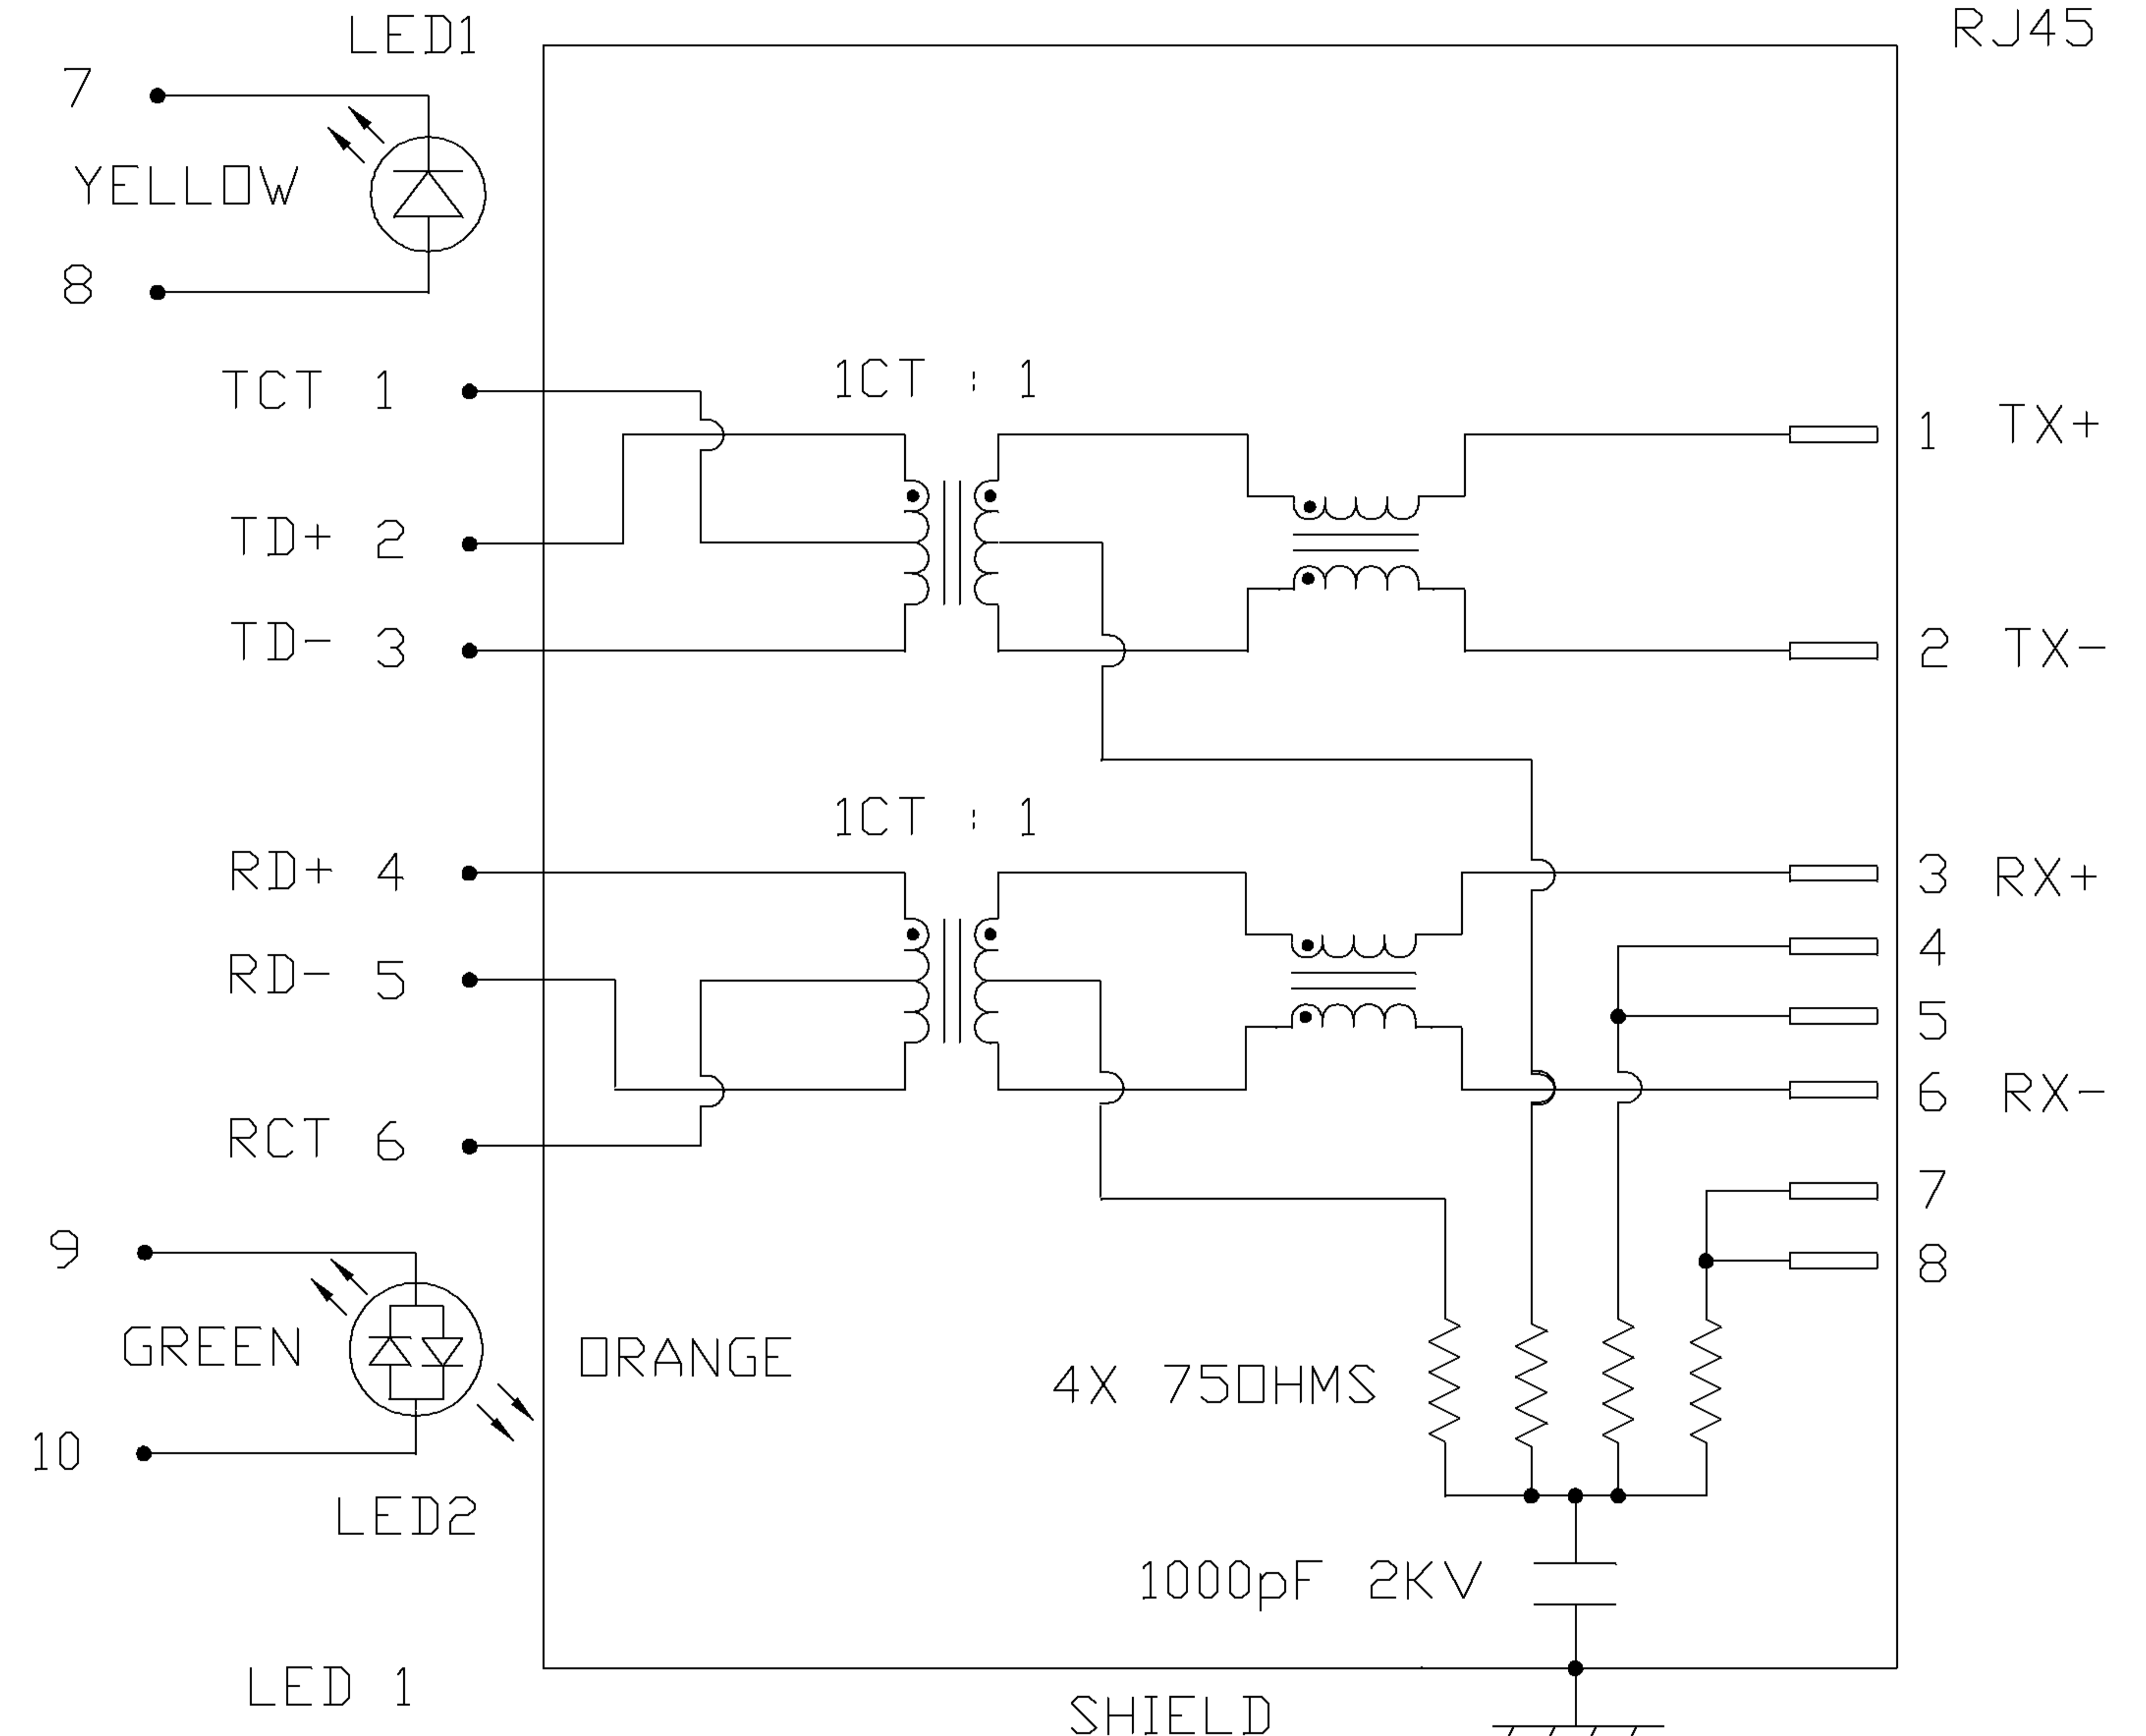 LED1
RJ45
7
YELLOW
8
1CT : 1
TCT 1
1 TX+
TD+ 2
TD- 3
2 TX-
1CT : 1
RD+ 4
3 RX+
4
RD- 5
5
6 RX-
RCT 6
7
9
8
GREEN
ORANGE
4X 75OHMS
10
LED2
1000pF 2KV
LED 1
SHIELD